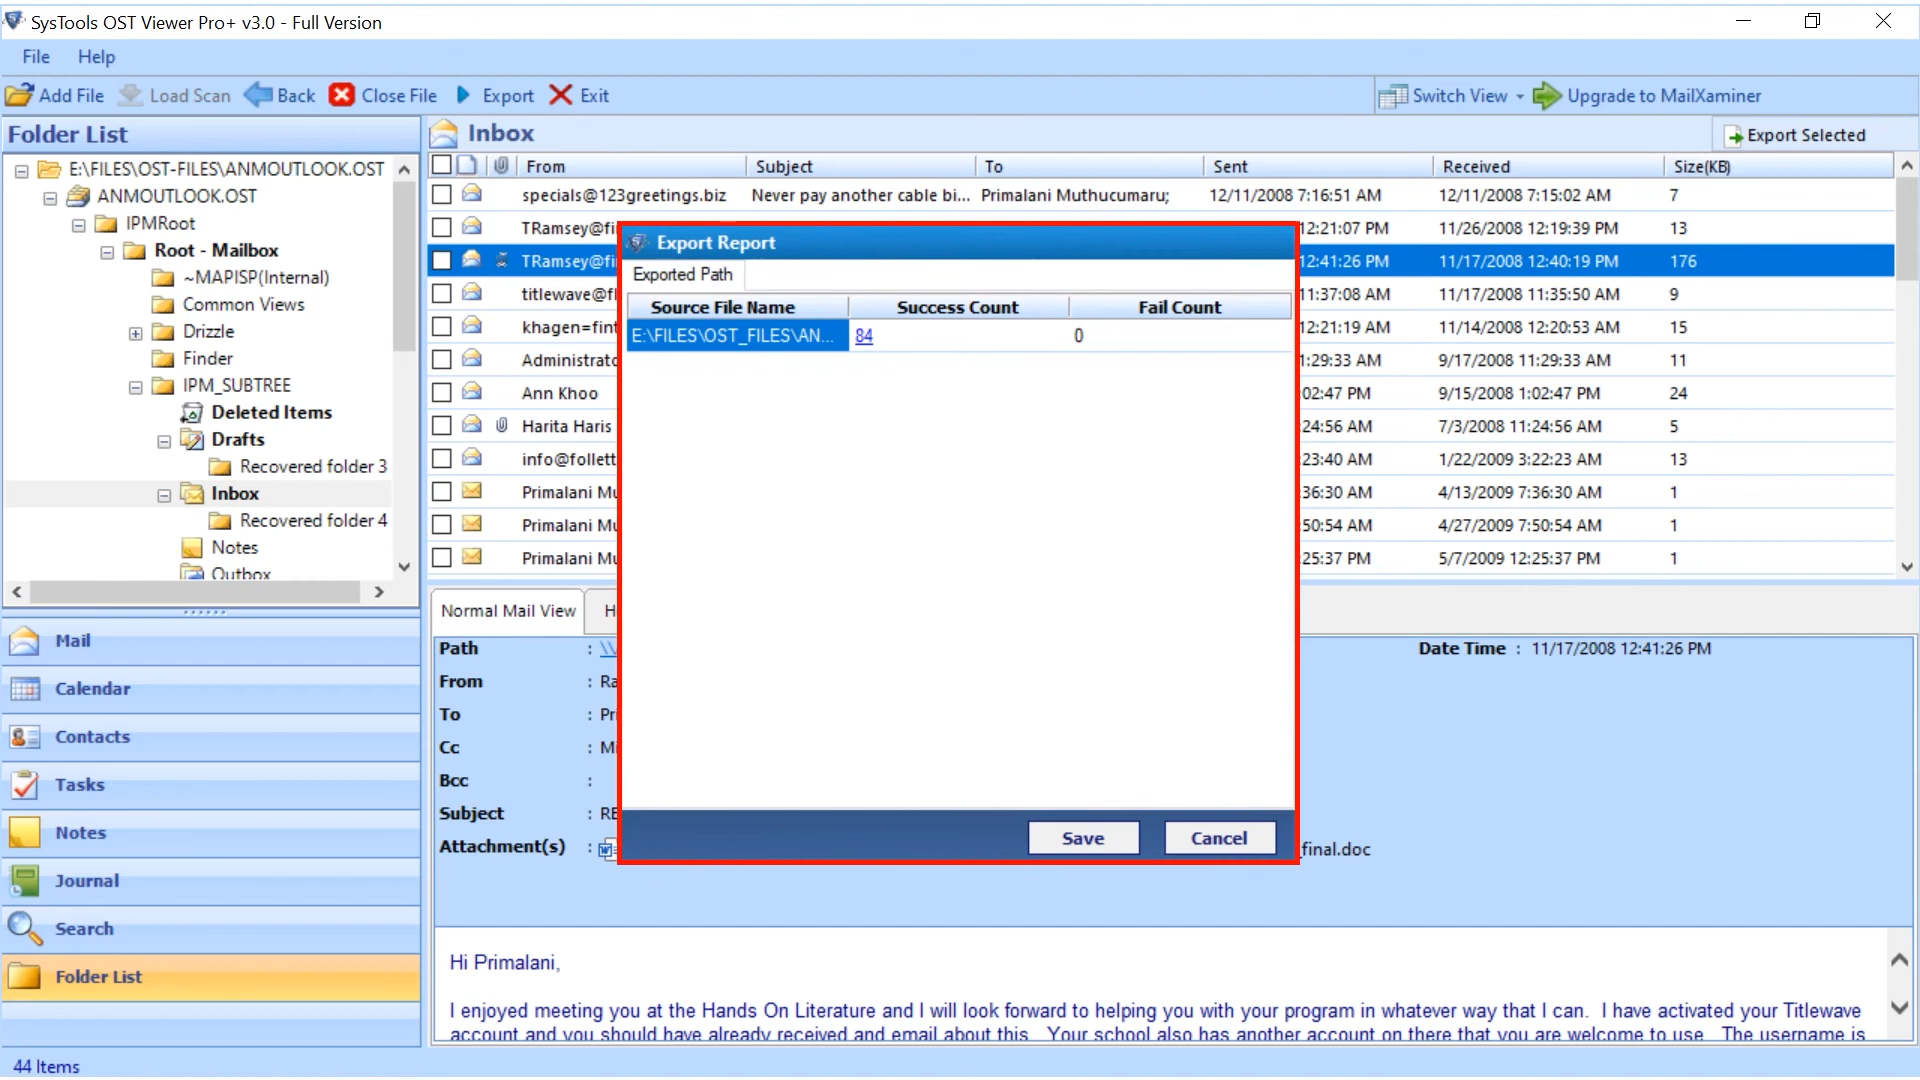 SysTools OST Viewer Pro+ v3.0 - Full Version
File Help
Add File Load Scan Back Close File Export Exit Switch View Upgrade to MailXaminer
Folder List
E:\FILES\OST-FILES\ANMOUTLOOK.OST
ANMOUTLOOK.OST
IPMRoot
Root - Mailbox
~MAPISP(Internal)
Common Views
Drizzle
Finder
IPM_SUBTREE
Deleted Items
Drafts
Recovered folder 3
Inbox
Recovered folder 4
Notes
Outbox
Mail
Calendar
Contacts
Tasks
Notes
Journal
Search
Folder List
44 Items
Inbox
Export Selected
From Subject To Sent Received Size(KB)
specials@123greetings.biz Never pay another cable bi... Primalani Muthucumaru; 12/11/2008 7:16:51 AM 12/11/2008 7:15:02 AM 7
TRamsey@fi 12:21:07 PM 11/26/2008 12:19:39 PM 13
TRamsey@fi 12:41:26 PM 11/17/2008 12:40:19 PM 176
titlewave@fl 11:37:08 AM 11/17/2008 11:35:50 AM 9
khagen=fint 12:21:19 AM 11/14/2008 12:20:53 AM 15
Administrato 1:29:33 AM 9/17/2008 11:29:33 AM 11
Ann Khoo :02:47 PM 9/15/2008 1:02:47 PM 24
Harita Haris :24:56 AM 7/3/2008 11:24:56 AM 5
info@follett :23:40 AM 1/22/2009 3:22:23 AM 13
Primalani Mu :36:30 AM 4/13/2009 7:36:30 AM 1
Primalani Mu :50:54 AM 4/27/2009 7:50:54 AM 1
Primalani Mu :25:37 PM 5/7/2009 12:25:37 PM 1
Export Report
Exported Path
Source File Name Success Count Fail Count
E:\FILES\OST_FILES\AN... 84 0
Save Cancel
Normal Mail View H
Path : \\ Date Time : 11/17/2008 12:41:26 PM
From : Ra
To : Pri
Cc : Mi
Bcc :
Subject : RE
Attachment(s) : _final.doc
Hi Primalani,
I enjoyed meeting you at the Hands On Literature and I will look forward to helping you with your program in whatever way that I can. I have activated your Titlewave
account and you should have already received and email about this. Your school also has another account on there that you are welcome to use. The username is